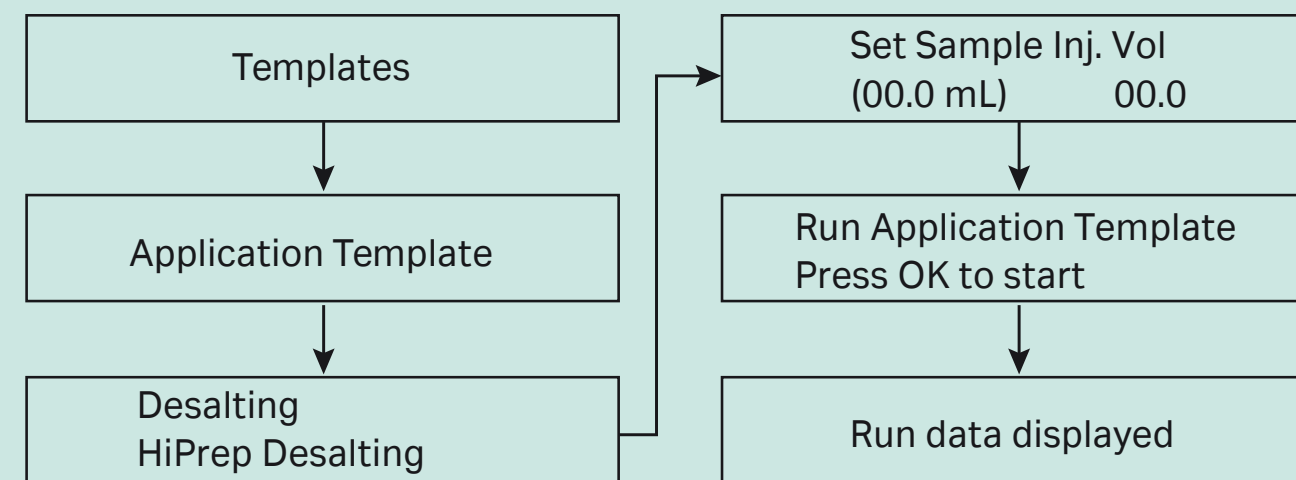 Templates
Application Template
Desalting
HiPrep Desalting
Set Sample Inj. Vol
(00.0 mL) 00.0
Run Application Template
Press OK to start
Run data displayed